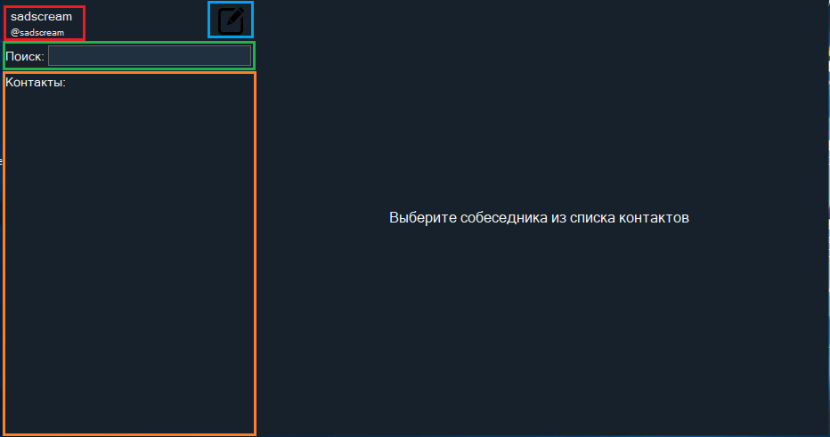 sadscream
@sadscream
Поиск:
Контакты:
Выберите собеседника из списка контактов